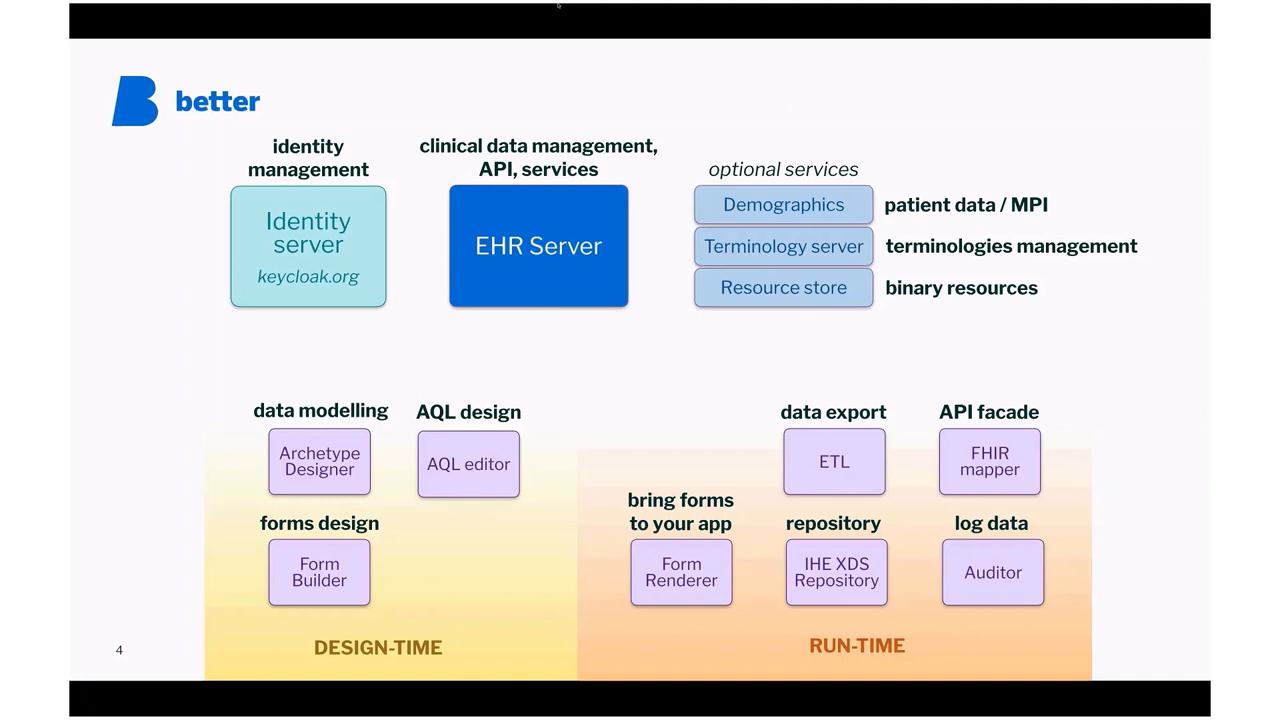 better
identity
management
Identity
server
keycloak.org
clinical data management,
API, services
EHR Server
optional services
Demographics
patient data / MPI
Terminology server
terminologies management
Resource store
binary resources
data modelling
Archetype
Designer
AQL design
AQL editor
forms design
Form
Builder
DESIGN-TIME
data export
ETL
API facade
FHIR
mapper
bring forms
to your app
Form
Renderer
repository
IHE XDS
Repository
log data
Auditor
RUN-TIME
4